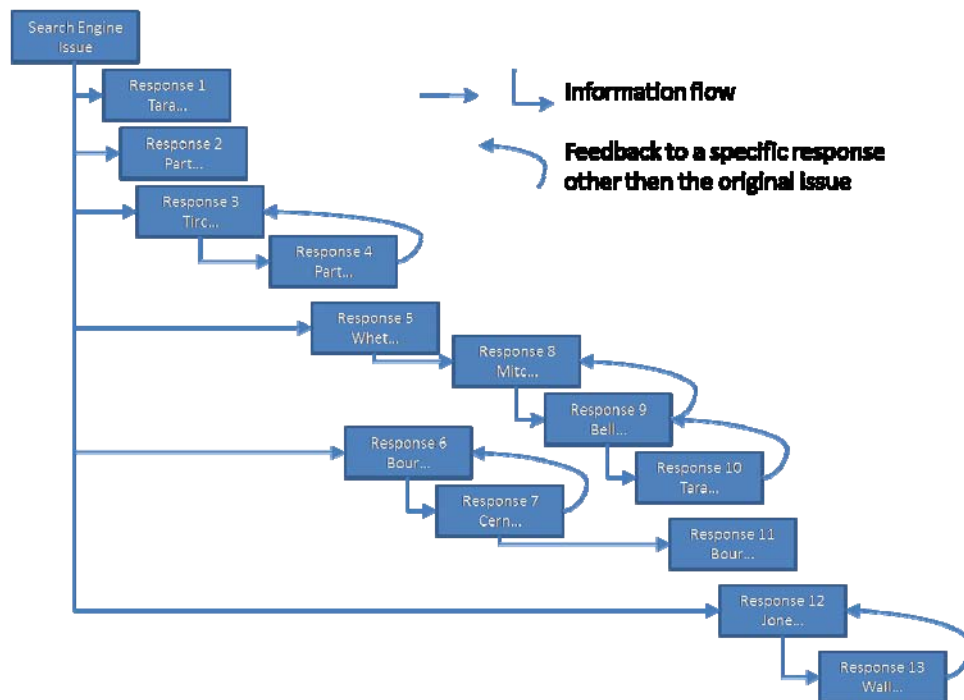 Search Engine
Issue
Response 1
Tara...
Information flow
Response 2
Part...
Feedback to a specific response
other then the original issue
Response 3
Tirc...
Response 4
Part...
Response 5
Whet...
Response 8
Mitc...
Response 9
Bell...
Response 6
Bour...
Response 10
Tara...
Response 7
Cern...
Response 11
Bour...
Response 12
Jone...
Response 13
Wall...